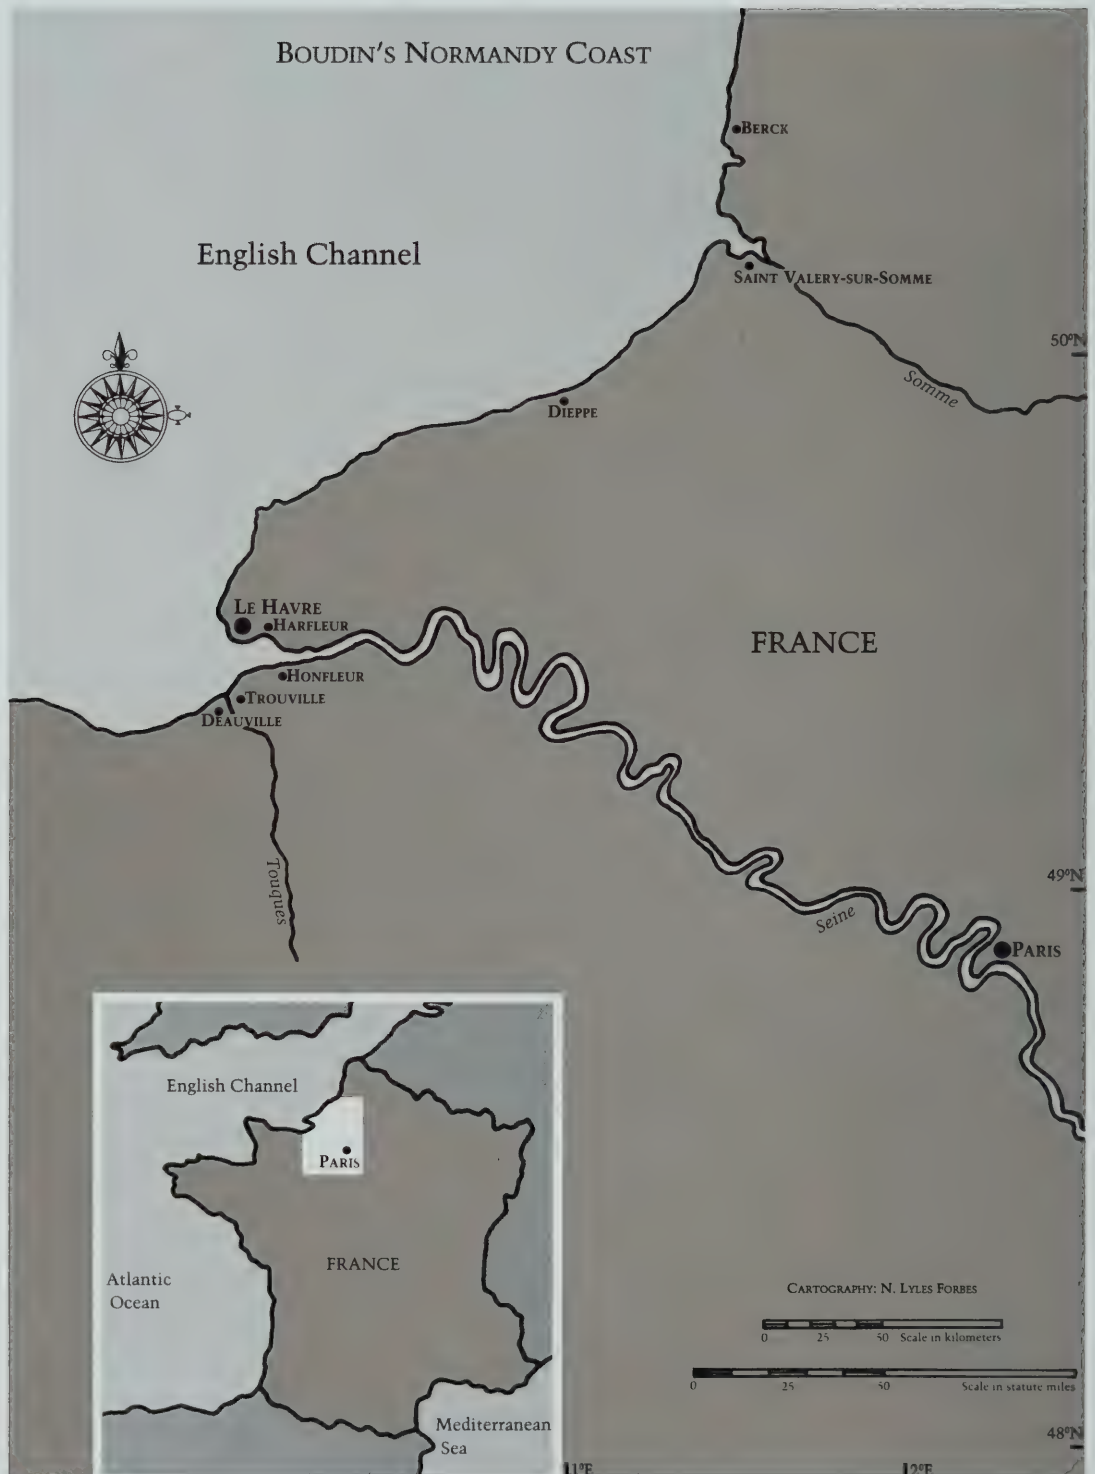 BOUDIN'S NORMANDY COAST
BERCK
English Channel
SAINT VALERY-SUR-SOMME
50°N
Somme
DIEPPE
LE HAVRE
HARFLEUR
FRANCE
HONFLEUR
TROUVILLE
DEAUVILLE
Touques
49°N
Seine
PARIS
English Channel
PARIS
FRANCE
Atlantic
Ocean
Mediterranean
Sea
CARTOGRAPHY: N. LYLES FORBES
0 25 50 Scale in kilometers
0 25 50 Scale in statute miles
48°N
1°E
2°E